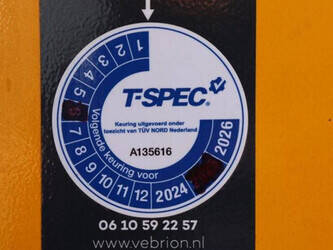 T-SPEC®
Keuring uitgevoerd onder
toezicht van TÜV NORD Nederland
A135616
Volgende keuring voor
1 2 3 4 5 7 8 9 10 11 12 2024 2026
06 10 59 22 57
www.vebrion.nl